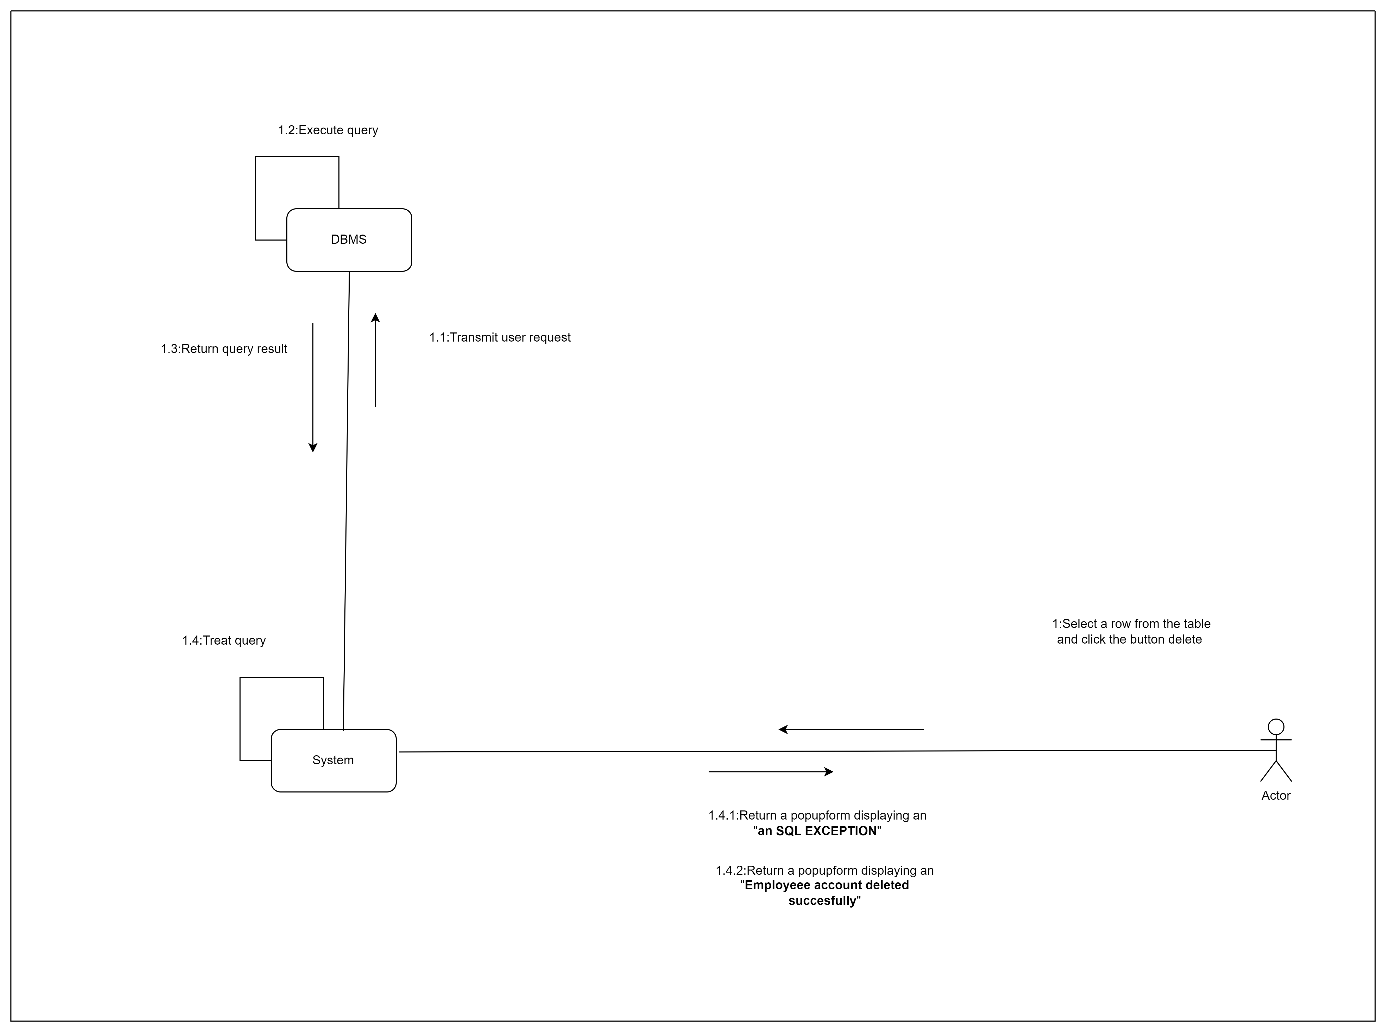 1.2:Execute query
DBMS
1.1:Transmit user request
1.3:Return query result
1:Select a row from the table
and click the button delete
1.4:Treat query
System
Actor
1.4.1:Return a popupform displaying an
"an SQL EXCEPTION"
1.4.2:Return a popupform displaying an
"Employeee account deleted
succesfully"